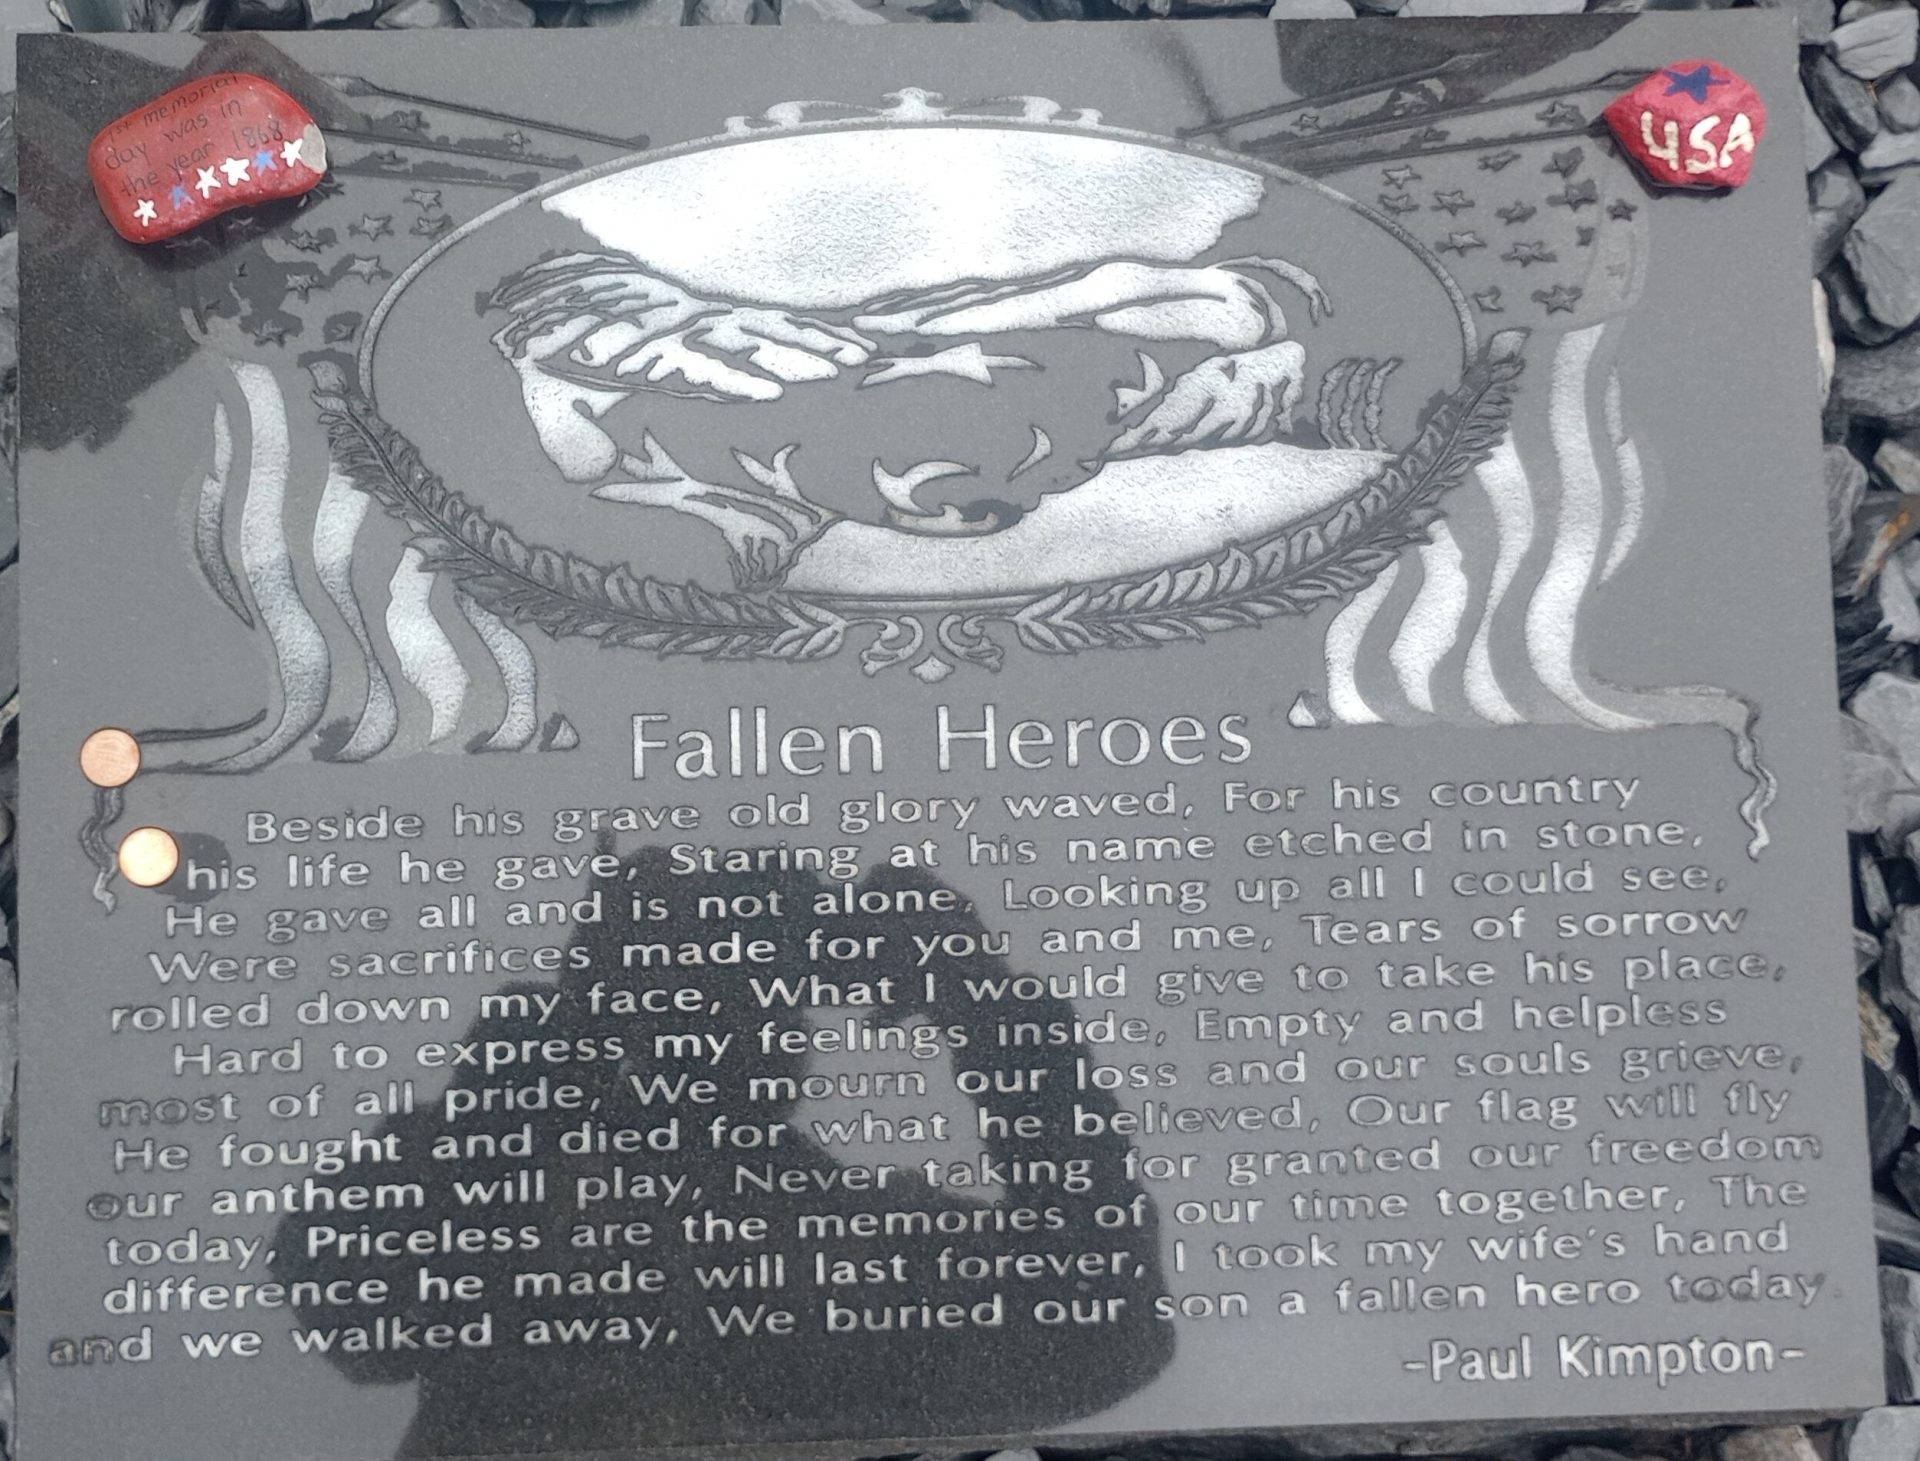 1st memorial
day was in
the year 1868
USA
Fallen Heroes
Beside his grave old glory waved, For his country
his life he gave, Staring at his name etched in stone,
He gave all and is not alone, Looking up all I could see,
Were sacrifices made for you and me, Tears of sorrow
rolled down my face, What I would give to take his place,
Hard to express my feelings inside, Empty and helpless
most of all pride, We mourn our loss and our souls grieve,
He fought and died for what he believed, Our flag will fly
our anthem will play, Never taking for granted our freedom
today, Priceless are the memories of our time together, The
difference he made will last forever, I took my wife's hand
and we walked away, We buried our son a fallen hero today.
-Paul Kimpton-